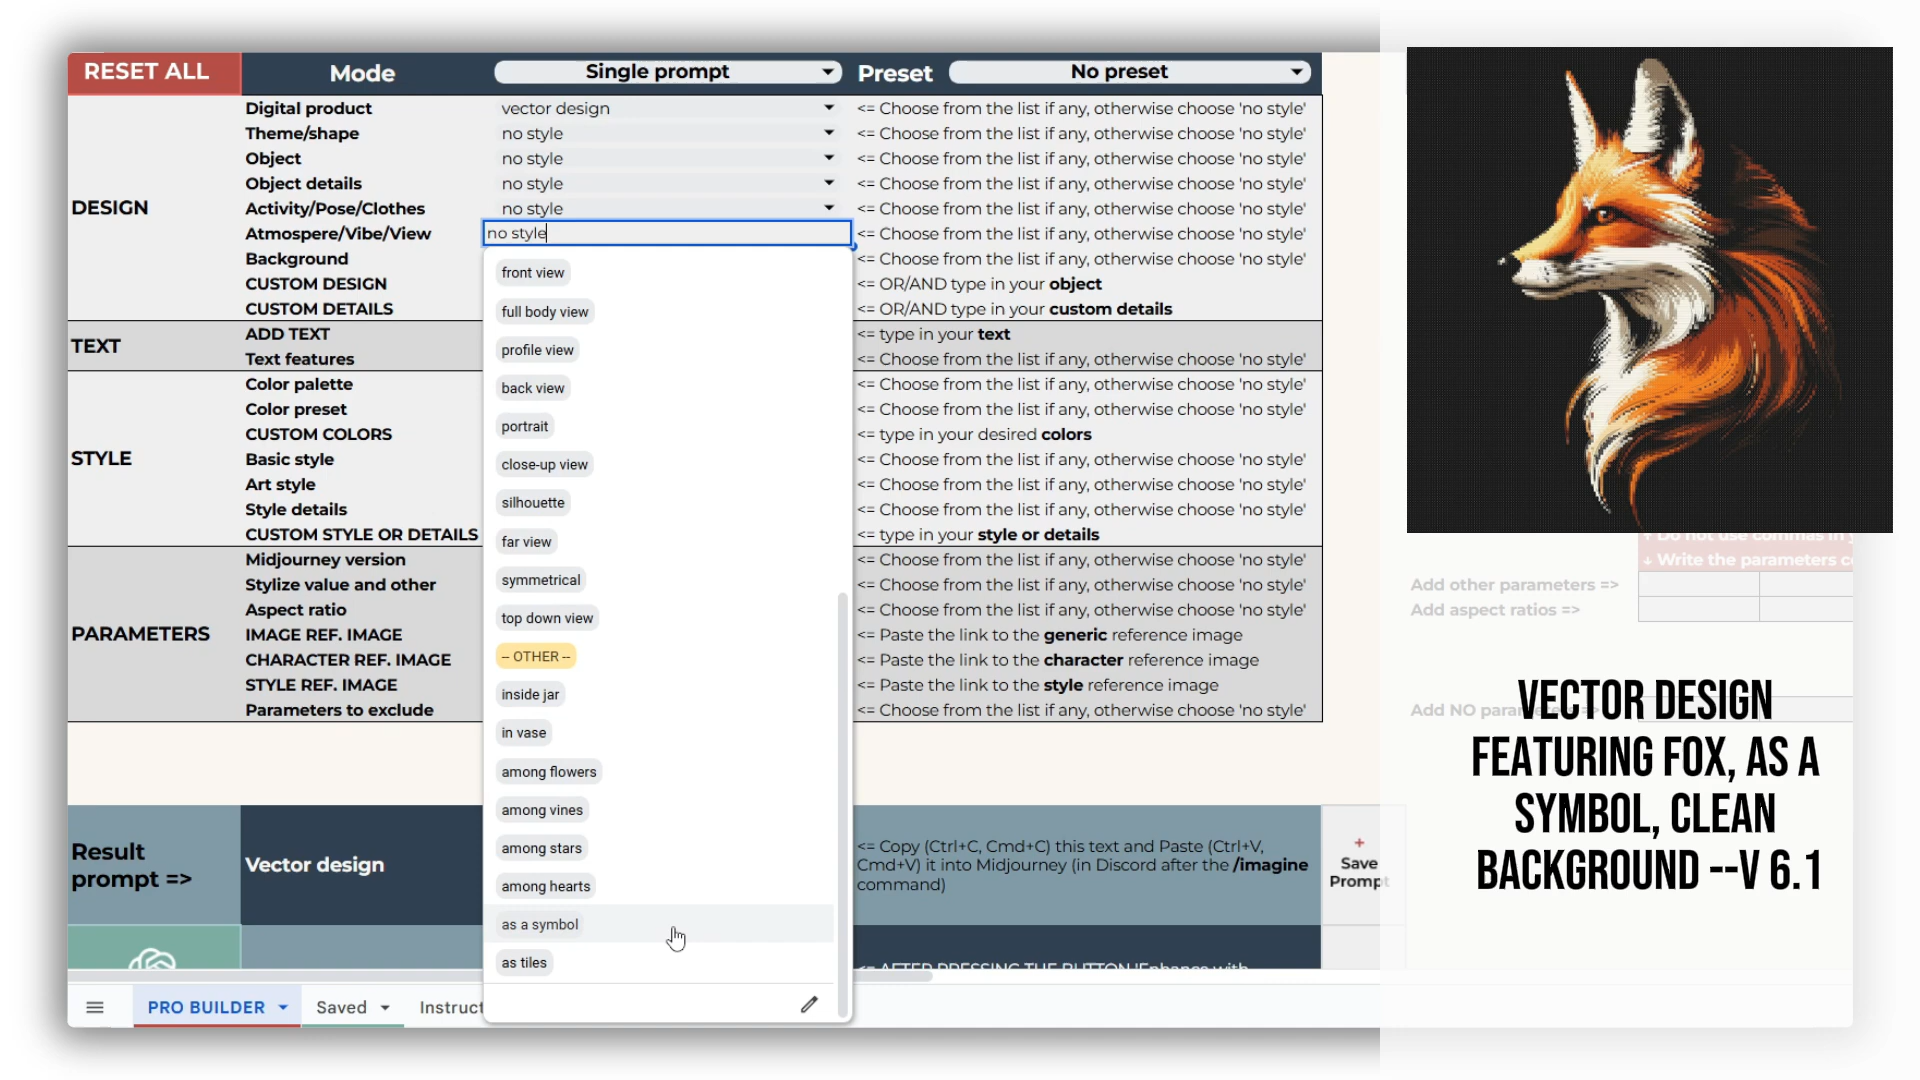 RESET ALL Mode Single prompt Preset No preset
DESIGN
Digital product vector design <= Choose from the list if any, otherwise choose 'no style'
Theme/shape no style <= Choose from the list if any, otherwise choose 'no style'
Object no style <= Choose from the list if any, otherwise choose 'no style'
Object details no style <= Choose from the list if any, otherwise choose 'no style'
Activity/Pose/Clothes no style <= Choose from the list if any, otherwise choose 'no style'
Atmospere/Vibe/View no style <= Choose from the list if any, otherwise choose 'no style'
Background <= Choose from the list if any, otherwise choose 'no style'
CUSTOM DESIGN <= OR/AND type in your object
CUSTOM DETAILS <= OR/AND type in your custom details
TEXT
ADD TEXT <= type in your text
Text features <= Choose from the list if any, otherwise choose 'no style'
STYLE
Color palette <= Choose from the list if any, otherwise choose 'no style'
Color preset <= Choose from the list if any, otherwise choose 'no style'
CUSTOM COLORS <= type in your desired colors
Basic style <= Choose from the list if any, otherwise choose 'no style'
Art style <= Choose from the list if any, otherwise choose 'no style'
Style details <= Choose from the list if any, otherwise choose 'no style'
CUSTOM STYLE OR DETAILS <= type in your style or details
PARAMETERS
Midjourney version <= Choose from the list if any, otherwise choose 'no style'
Stylize value and other <= Choose from the list if any, otherwise choose 'no style'
Aspect ratio <= Choose from the list if any, otherwise choose 'no style'
IMAGE REF. IMAGE <= Paste the link to the generic reference image
CHARACTER REF. IMAGE <= Paste the link to the character reference image
STYLE REF. IMAGE <= Paste the link to the style reference image
Parameters to exclude <= Choose from the list if any, otherwise choose 'no style'
front view
full body view
profile view
back view
portrait
close-up view
silhouette
far view
symmetrical
top down view
-- OTHER --
inside jar
in vase
among flowers
among vines
among stars
among hearts
as a symbol
as tiles
Result
prompt =>
Vector design
<= Copy (Ctrl+C, Cmd+C) this text and Paste (Ctrl+V,
Cmd+V) it into Midjourney (in Discord after the /imagine
command)
+
Save
Prompt
<= AFTER PRESSING THE BUTTON 'Enhance with
PRO BUILDER Saved Instruct
↓ Write the parameters
Add other parameters =>
Add aspect ratios =>
Add NO
VECTOR DESIGN
FEATURING FOX, AS A
SYMBOL, CLEAN
BACKGROUND --V 6.1